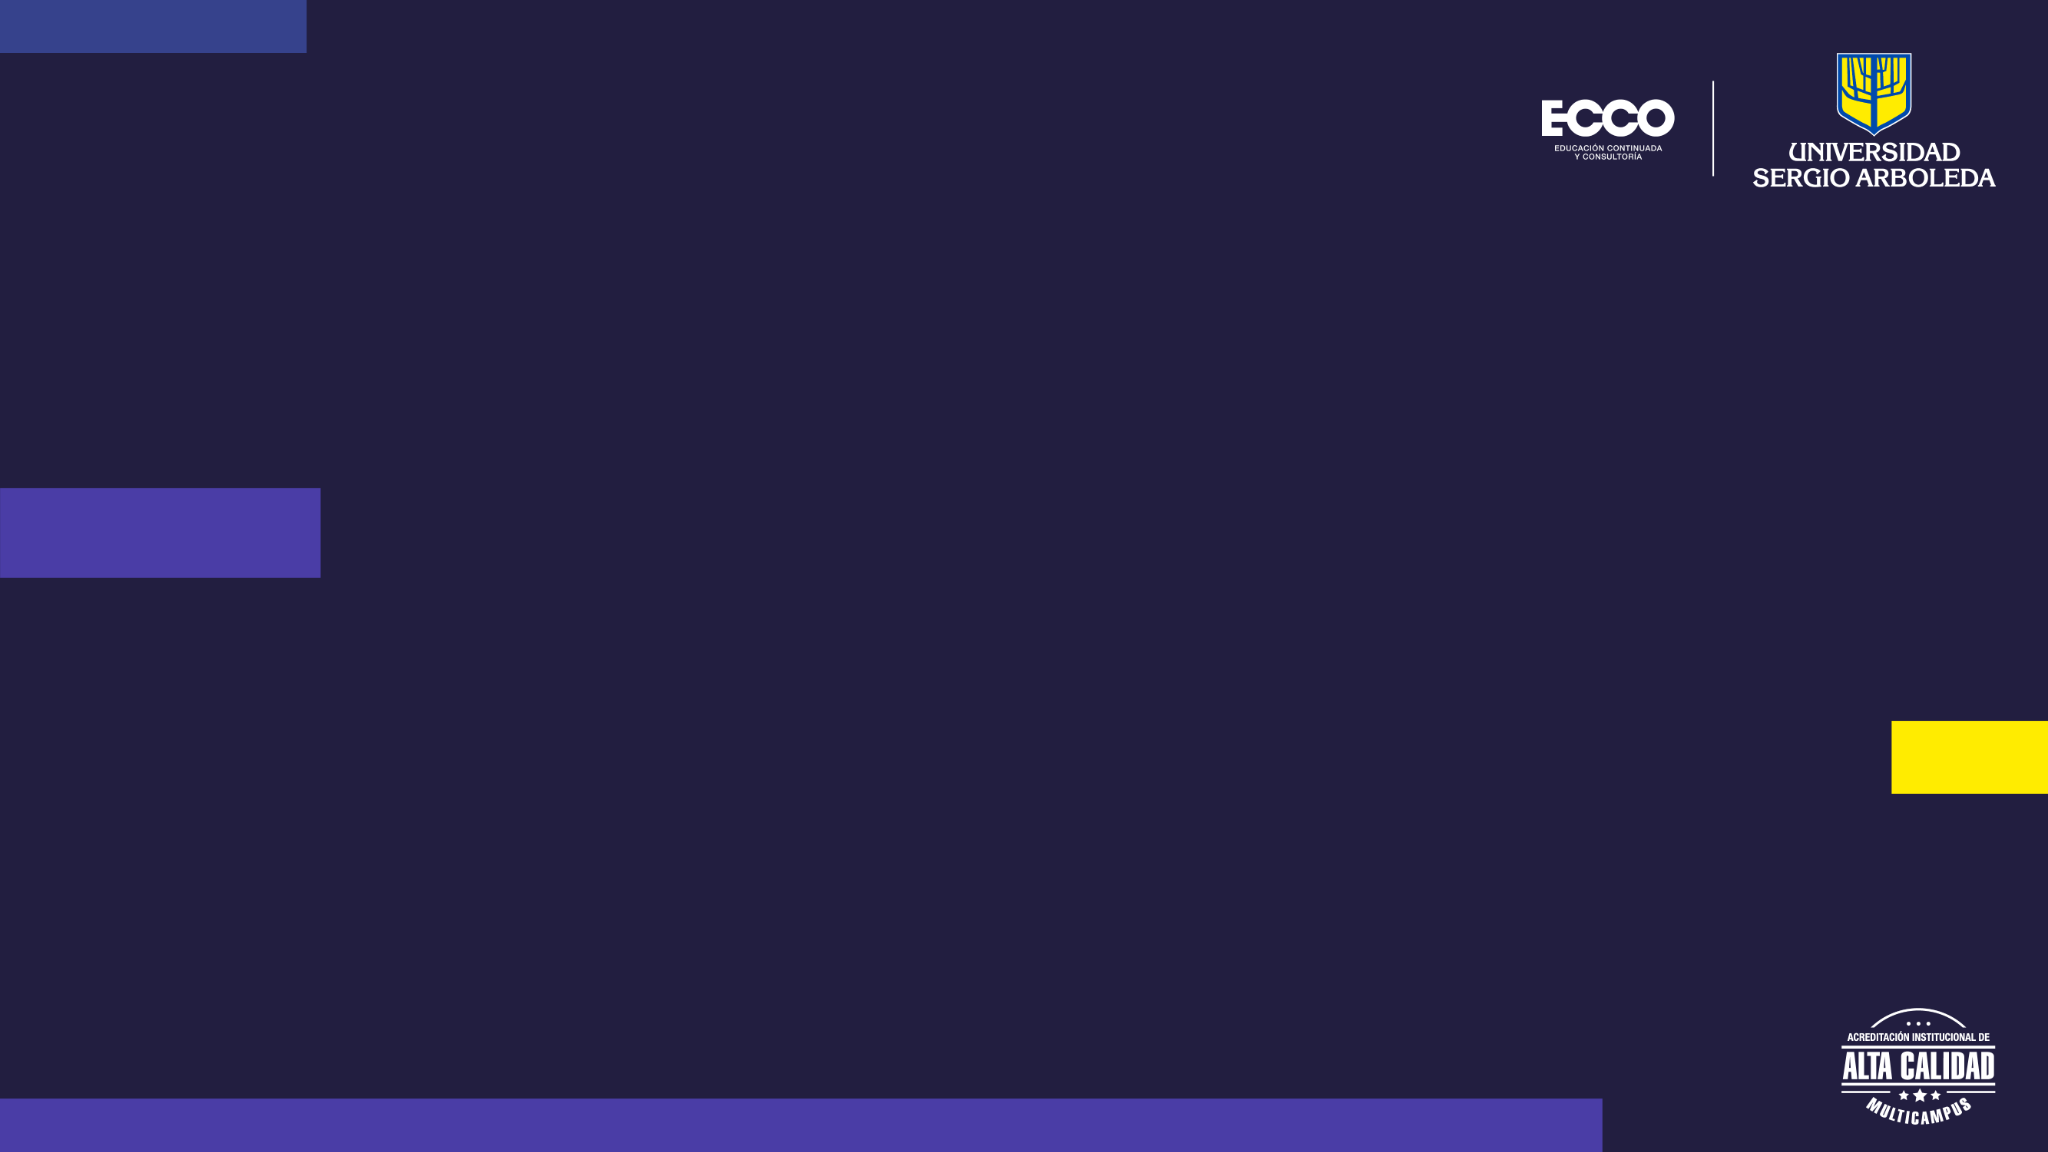 ECCO
EDUCACIÓN CONTINUADA
Y CONSULTORÍA
UNIVERSIDAD
SERGIO ARBOLEDA
ACREDITACIÓN INSTITUCIONAL DE
ALTA CALIDAD
MULTICAMPUS